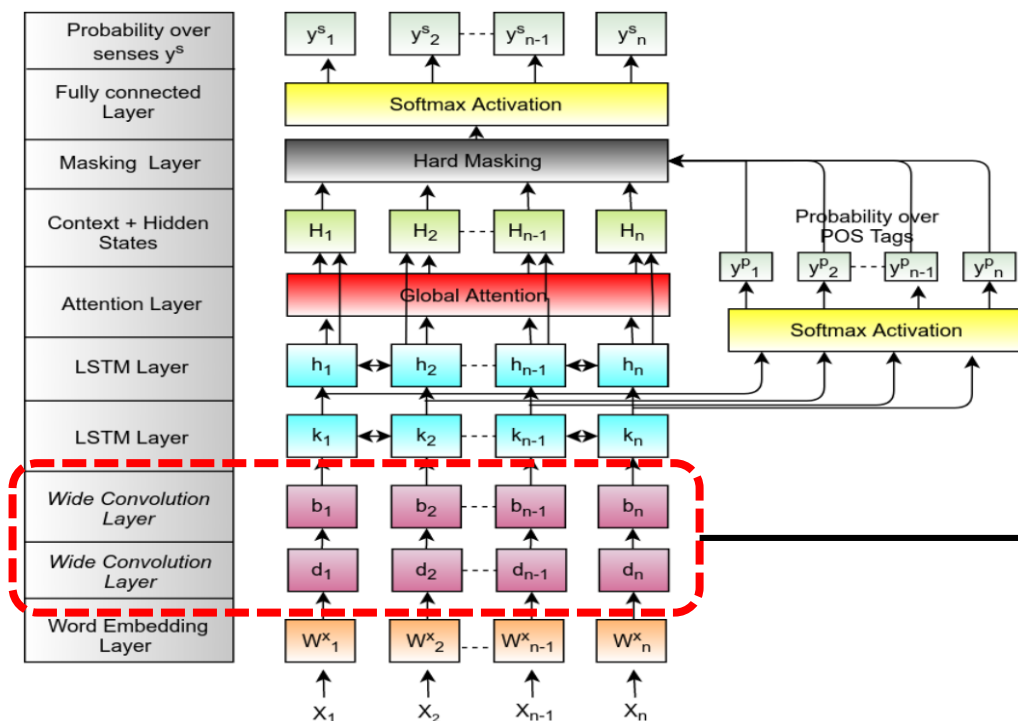 Probability over
senses y^s
y^s_1 y^s_2 y^s_n-1 y^s_n
Fully connected
Layer
Softmax Activation
Masking Layer
Hard Masking
Context + Hidden
States
H_1 H_2 H_n-1 H_n
Probability over
POS Tags
y^p_1 y^p_2 y^p_n-1 y^p_n
Attention Layer
Global Attention
Softmax Activation
LSTM Layer
h_1 h_2 h_n-1 h_n
LSTM Layer
k_1 k_2 k_n-1 k_n
Wide Convolution
Layer
b_1 b_2 b_n-1 b_n
Wide Convolution
Layer
d_1 d_2 d_n-1 d_n
Word Embedding
Layer
W^x_1 W^x_2 W^x_n-1 W^x_n
X_1 X_2 X_n-1 X_n